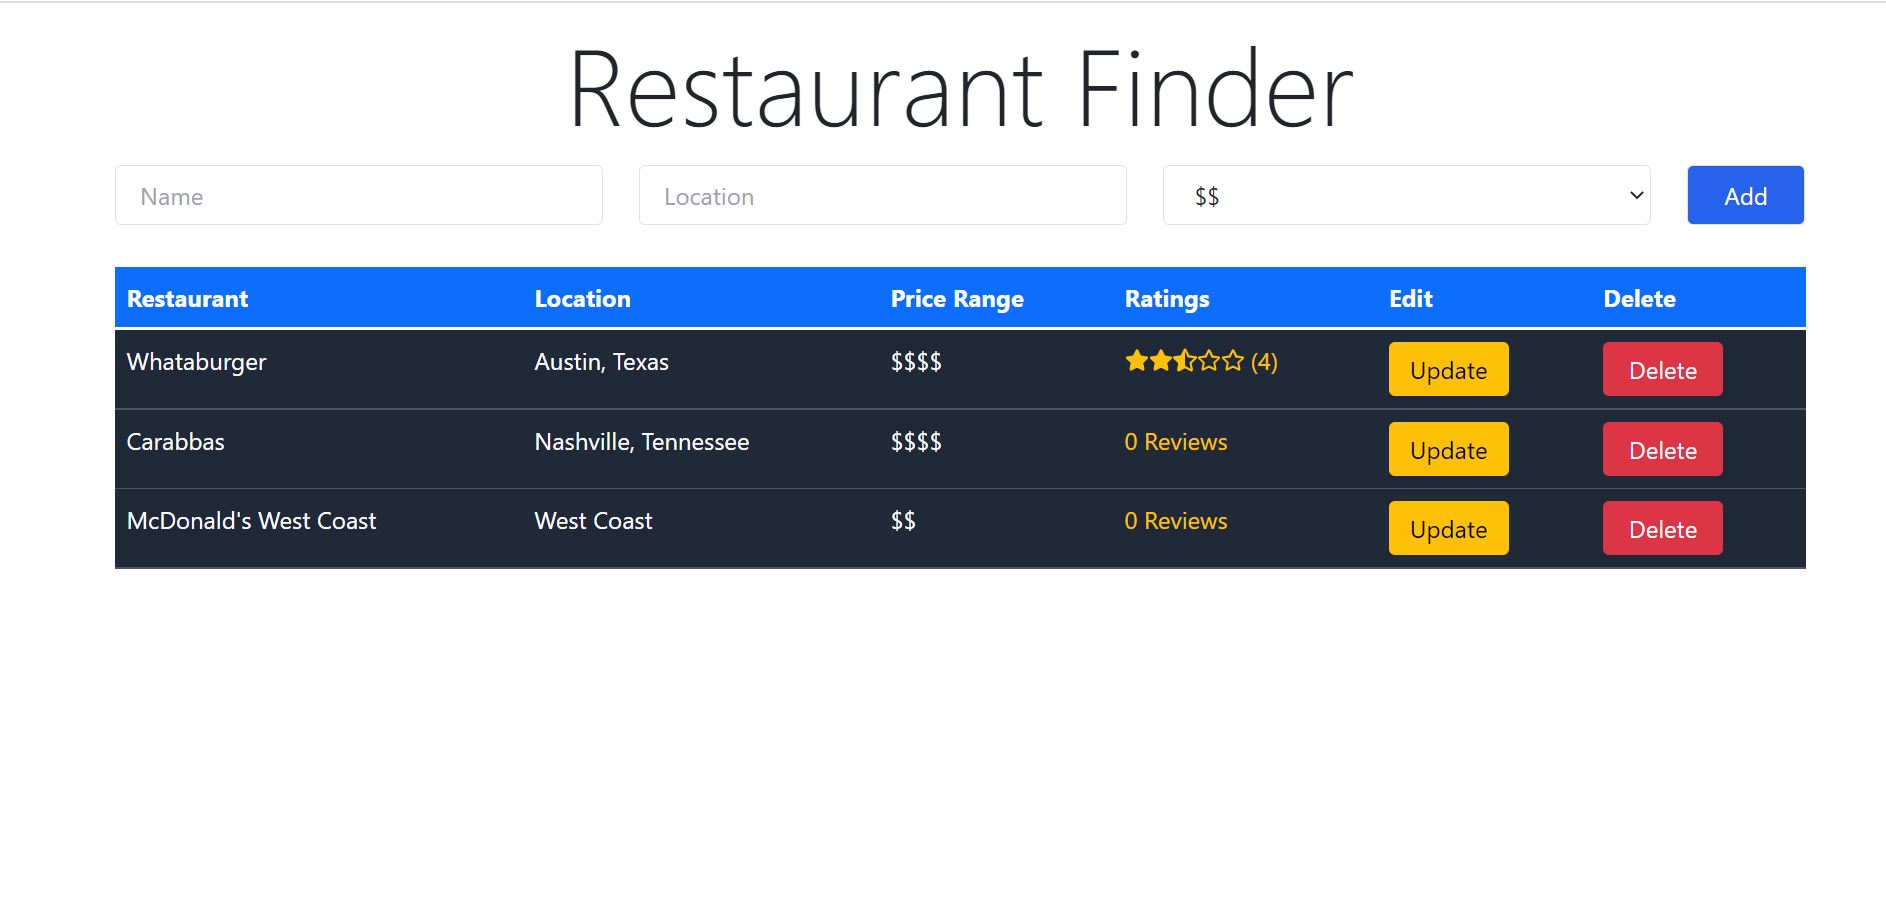 Restaurant Finder
Name Location $$ Add
Restaurant Location Price Range Ratings Edit Delete
Whataburger Austin, Texas $$$$ (4) Update Delete
Carabbas Nashville, Tennessee $$$$ 0 Reviews Update Delete
McDonald's West Coast West Coast $$ 0 Reviews Update Delete